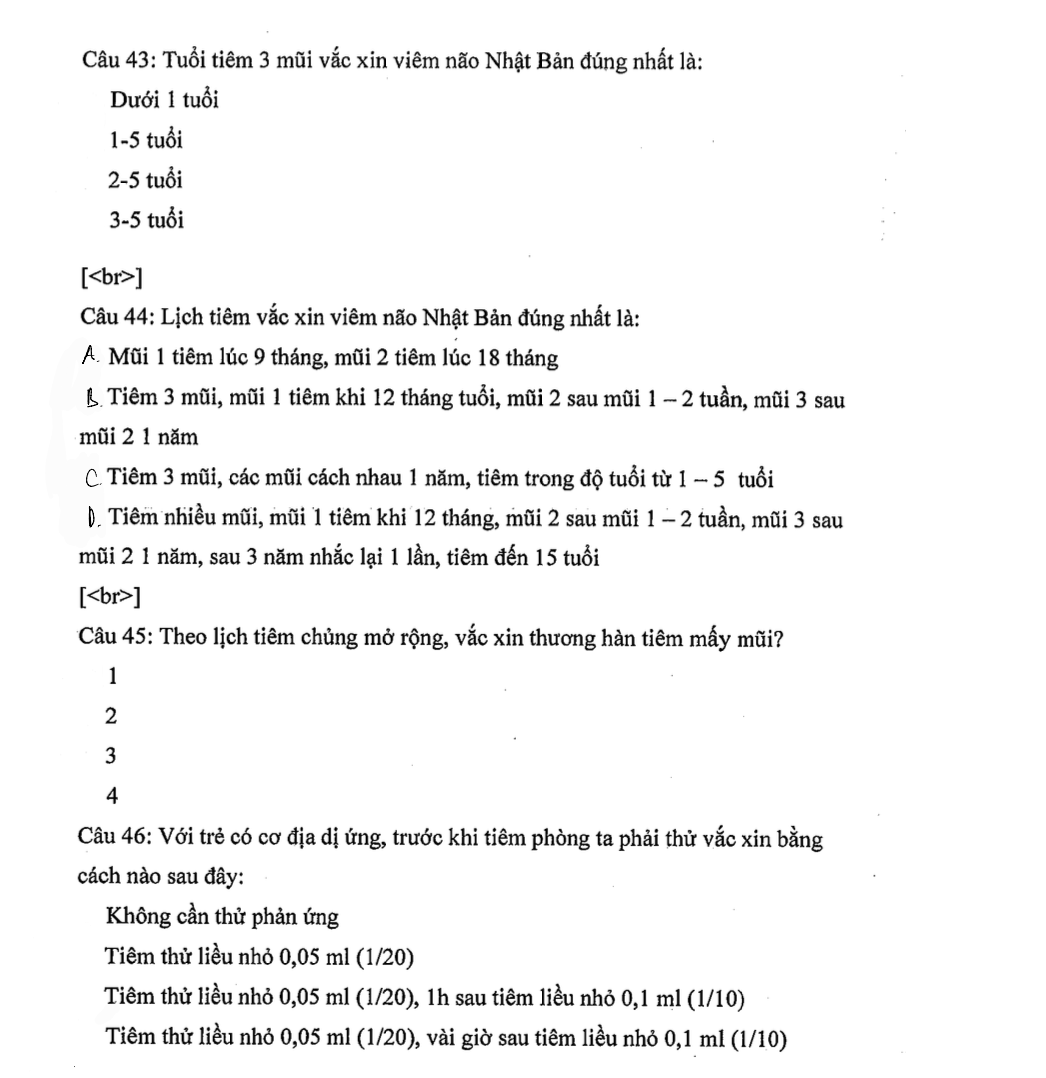 Câu 43: Tuổi tiêm 3 mũi vắc xin viêm não Nhật Bản đúng nhất là:
Dưới 1 tuổi
1-5 tuổi
2-5 tuổi
3-5 tuổi
[<br>]
Câu 44: Lịch tiêm vắc xin viêm não Nhật Bản đúng nhất là:
A. Mũi 1 tiêm lúc 9 tháng, mũi 2 tiêm lúc 18 tháng
B. Tiêm 3 mũi, mũi 1 tiêm khi 12 tháng tuổi, mũi 2 sau mũi 1 – 2 tuần, mũi 3 sau
mũi 2 1 năm
C. Tiêm 3 mũi, các mũi cách nhau 1 năm, tiêm trong độ tuổi từ 1 – 5 tuổi
D. Tiêm nhiều mũi, mũi 1 tiêm khi 12 tháng, mũi 2 sau mũi 1 – 2 tuần, mũi 3 sau
mũi 2 1 năm, sau 3 năm nhắc lại 1 lần, tiêm đến 15 tuổi
[<br>]
Câu 45: Theo lịch tiêm chủng mở rộng, vắc xin thương hàn tiêm mấy mũi?
1
2
3
4
Câu 46: Với trẻ có cơ địa dị ứng, trước khi tiêm phòng ta phải thử vắc xin bằng
cách nào sau đây:
Không cần thử phản ứng
Tiêm thử liều nhỏ 0,05 ml (1/20)
Tiêm thử liều nhỏ 0,05 ml (1/20), 1h sau tiêm liều nhỏ 0,1 ml (1/10)
Tiêm thử liều nhỏ 0,05 ml (1/20), vài giờ sau tiêm liều nhỏ 0,1 ml (1/10)